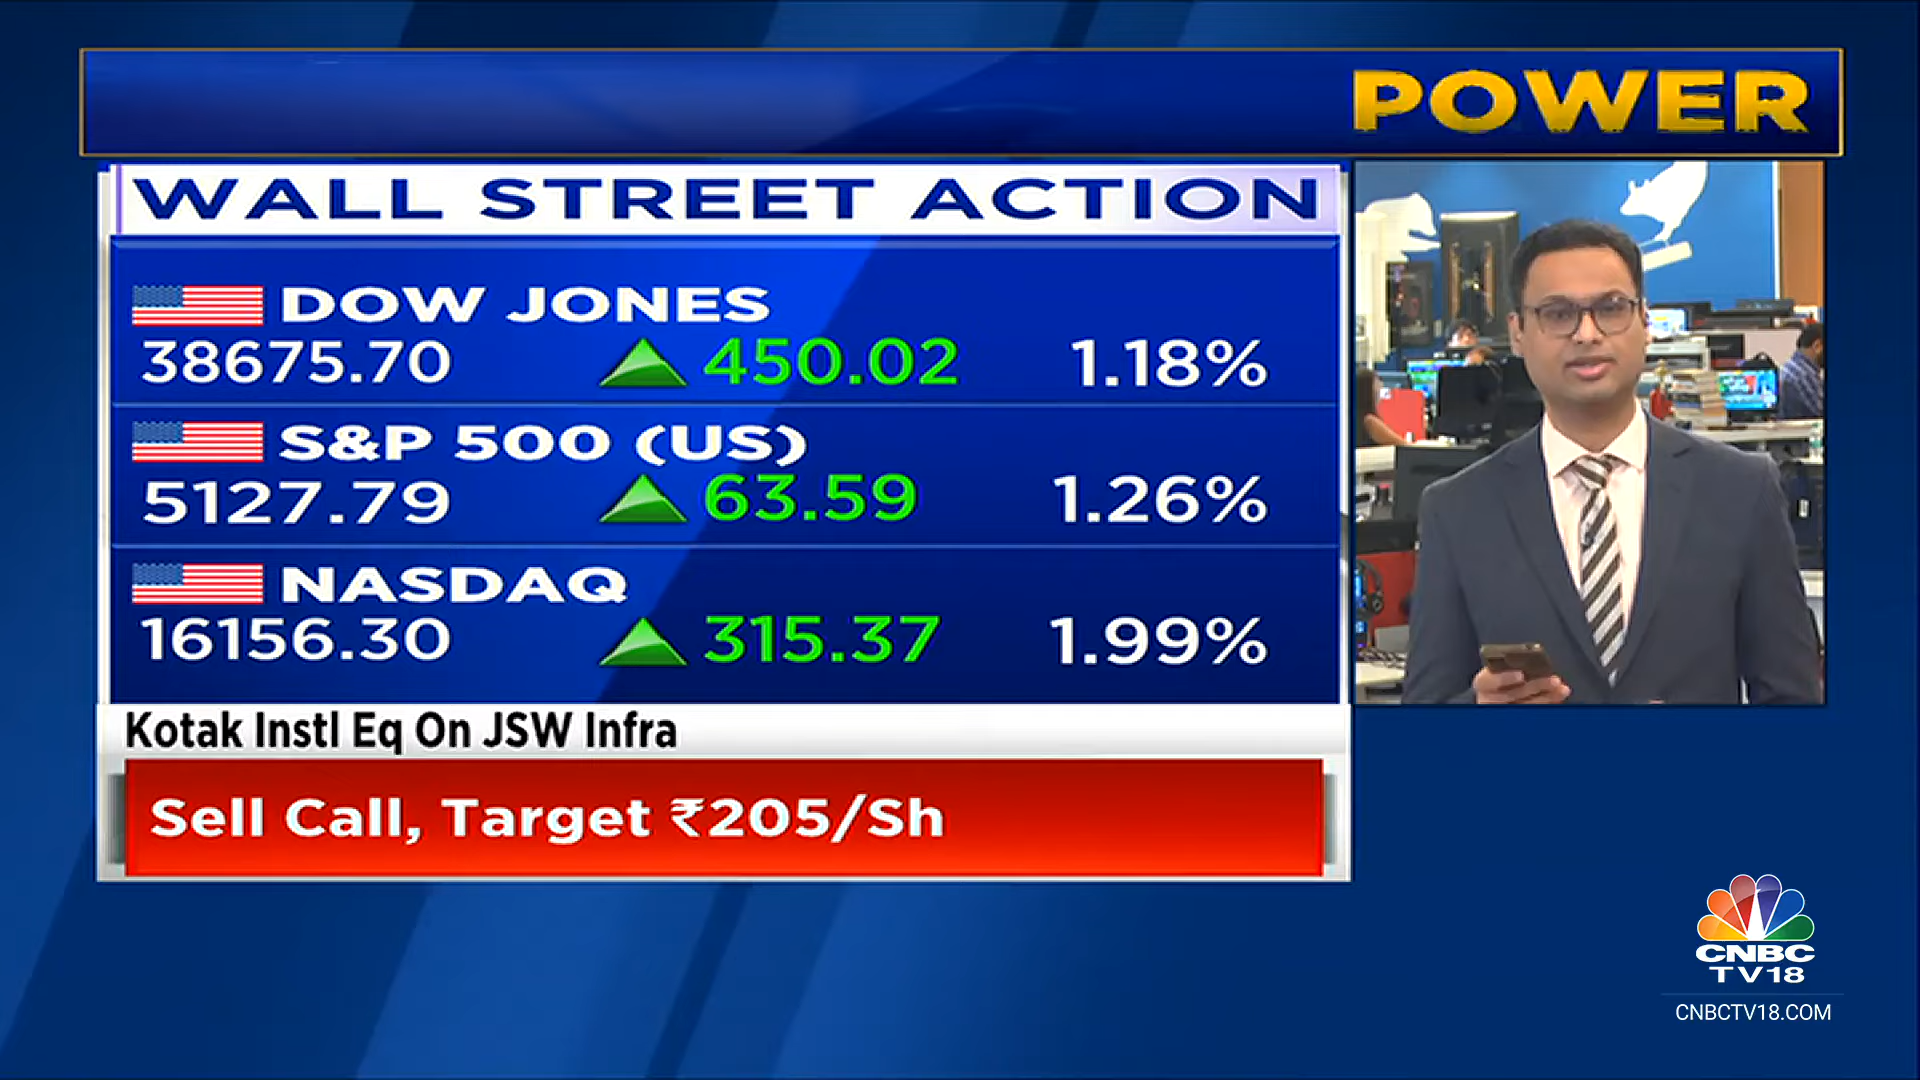 POWER
WALL STREET ACTION
DOW JONES
38675.70 450.02 1.18%
S&P 500 (US)
5127.79 63.59 1.26%
NASDAQ
16156.30 315.37 1.99%
Kotak Instl Eq On JSW Infra
Sell Call, Target ₹205/Sh
CNBC
TV18
CNBCTV18.COM